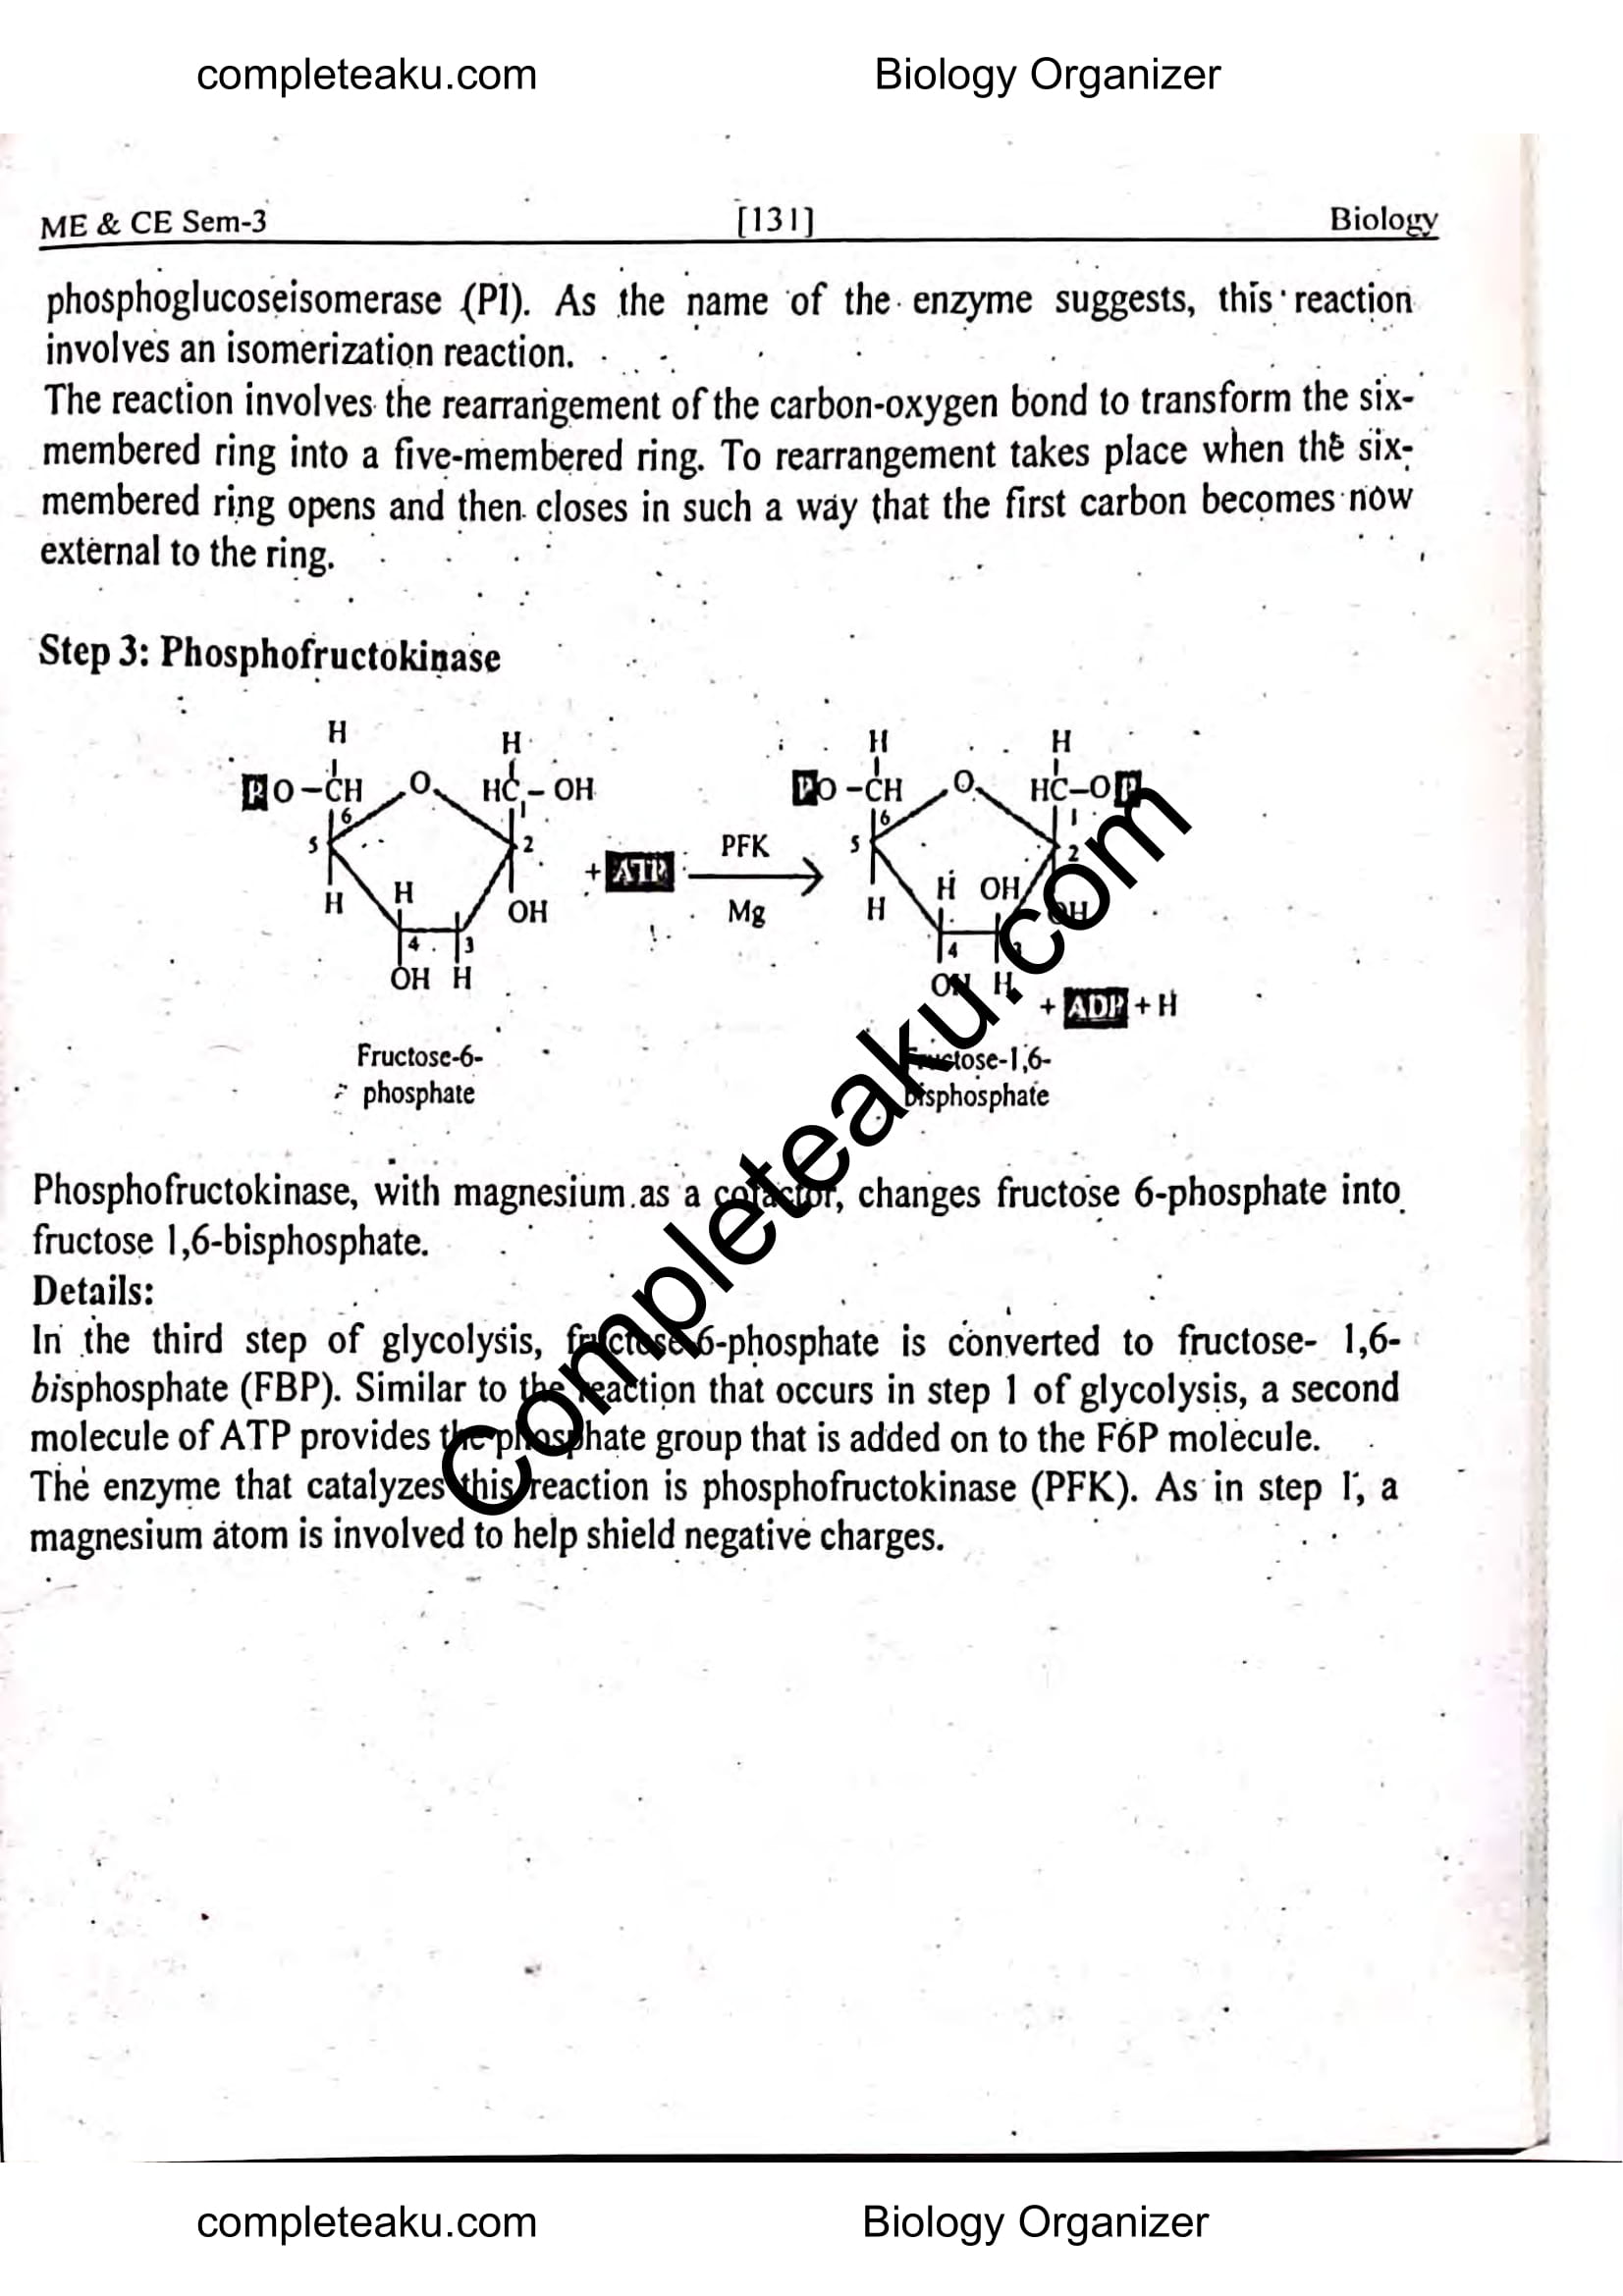 completeaku.com Biology Organizer
ME & CE Sem-3 [131] Biology
phosphoglucoseisomerase (P1). As the name of the enzyme suggests, this reaction
involves an isomerization reaction.
The reaction involves the rearrangement of the carbon-oxygen bond to transform the six-
membered ring into a five-membered ring. To rearrangement takes place when the six-
membered ring opens and then closes in such a way that the first carbon becomes now
external to the ring.
Step 3: Phosphofructokinase
H H H H
PO-CH O HC-OH PO-CH O HC-OP
6 1 6 1
5 2 + ATP PFK 5 2
H H OH Mg H H OH OH
4 3 4 3
OH H OH H
+ ADP + H
Fructose-6- Fructose-1,6-
phosphate bisphosphate
Phosphofructokinase, with magnesium as a cofactor, changes fructose 6-phosphate into
fructose 1,6-bisphosphate.
Details:
In the third step of glycolysis, fructose-6-phosphate is converted to fructose- 1,6-
bisphosphate (FBP). Similar to the reaction that occurs in step 1 of glycolysis, a second
molecule of ATP provides the phosphate group that is added on to the F6P molecule.
The enzyme that catalyzes this reaction is phosphofructokinase (PFK). As in step 1, a
magnesium atom is involved to help shield negative charges.
Completeaku.com
completeaku.com Biology Organizer